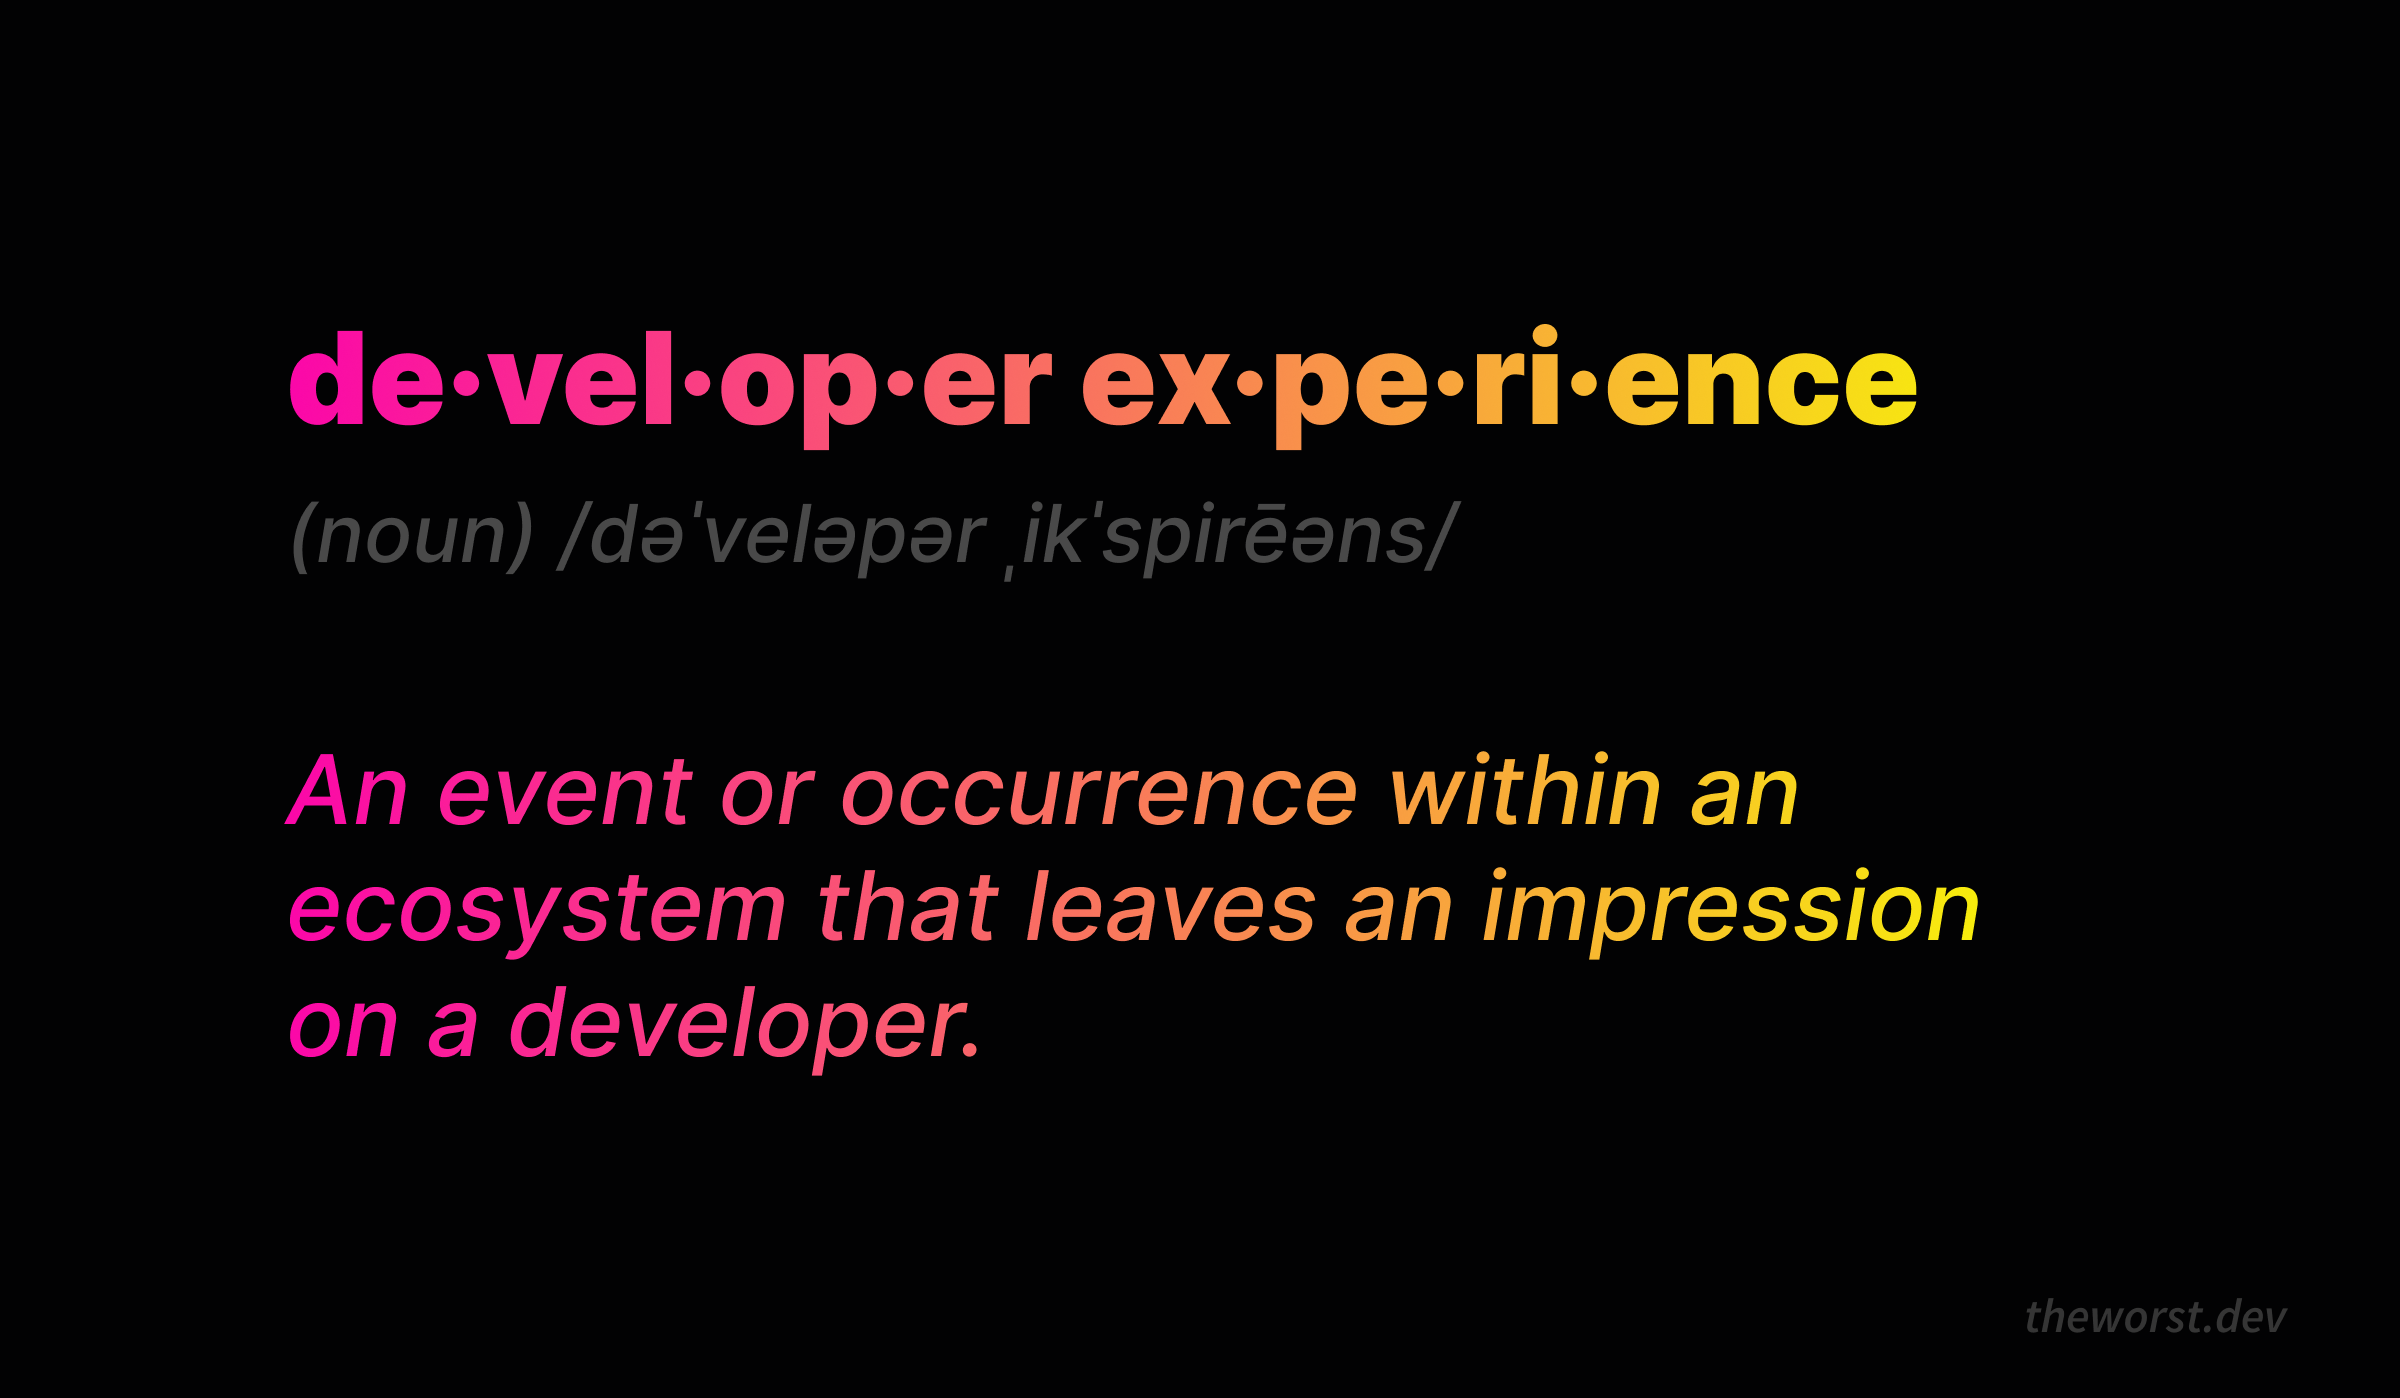 de·vel·op·er ex·pe·ri·ence
(noun) /dəˈveləpər ˌikˈspirēəns/
An event or occurrence within an
ecosystem that leaves an impression
on a developer.
theworst.dev